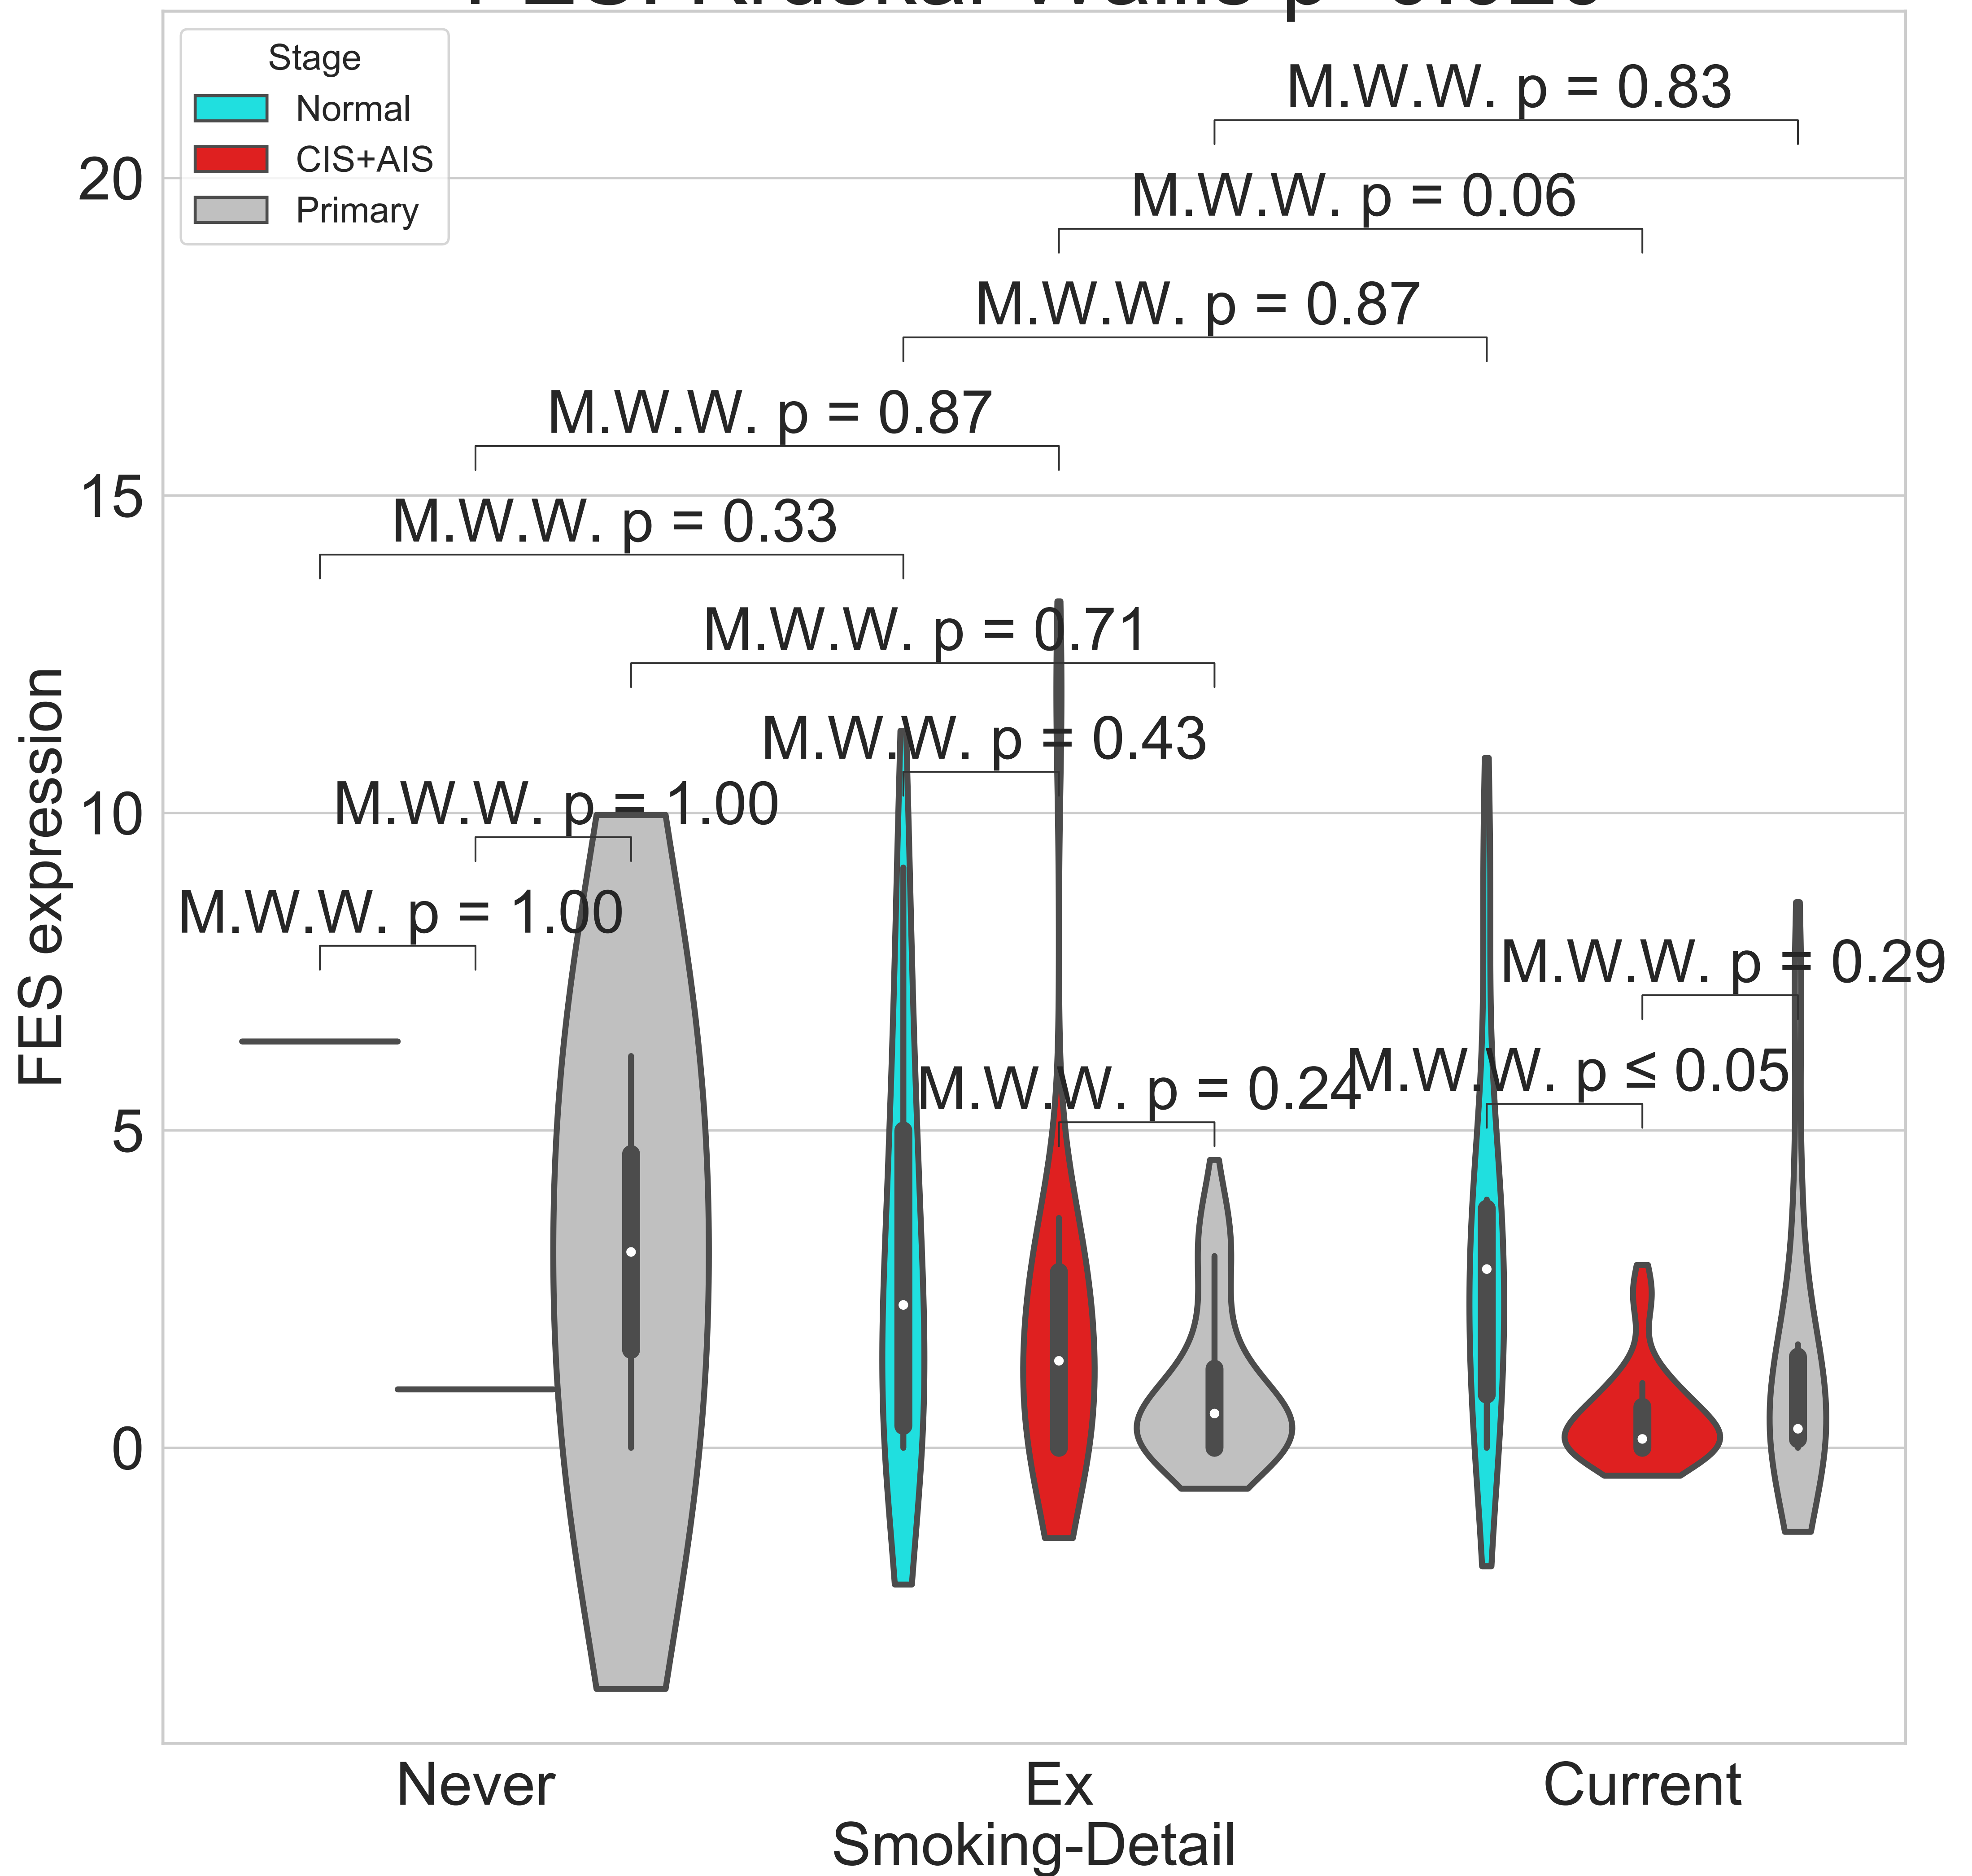 Stage
Normal
CIS+AIS
Primary
M.W.W. p = 0.83
M.W.W. p = 0.06
M.W.W. p = 0.87
M.W.W. p = 0.87
M.W.W. p = 0.33
M.W.W. p = 0.71
M.W.W. p = 0.43
M.W.W. p = 1.00
M.W.W. p = 1.00
M.W.W. p = 0.29
M.W.W. p ≤ 0.05
M.W.W. p = 0.24
20
15
10
5
0
FES expression
Never
Ex
Current
Smoking-Detail